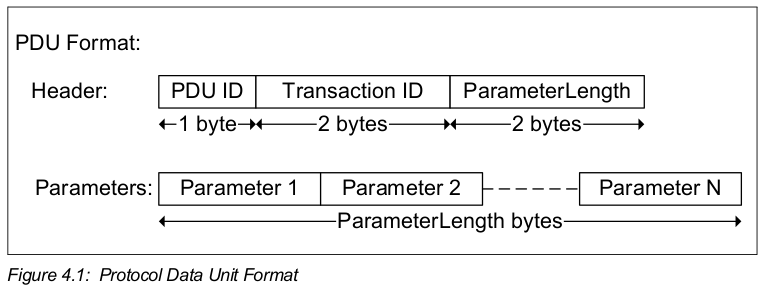 PDU Format:
Header: PDU ID Transaction ID ParameterLength
1 byte 2 bytes 2 bytes
Parameters: Parameter 1 Parameter 2 Parameter N
ParameterLength bytes
Figure 4.1: Protocol Data Unit Format